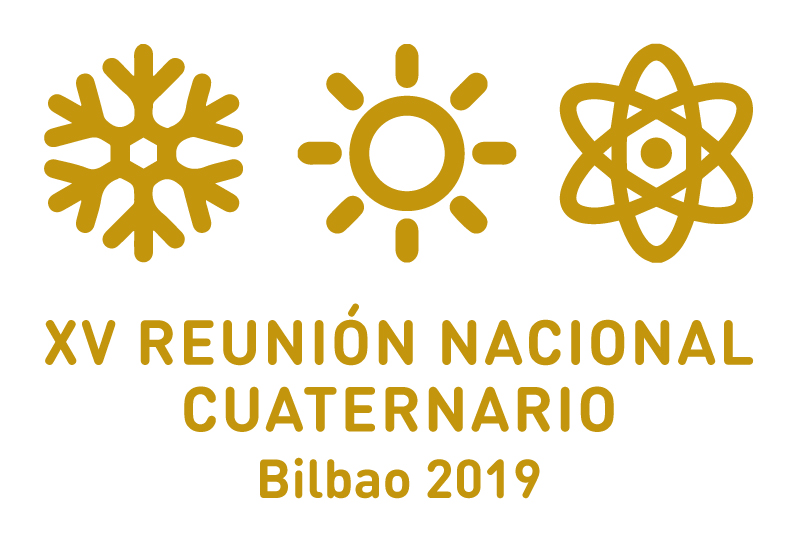 XV REUNIÓN NACIONAL
CUATERNARIO
Bilbao 2019